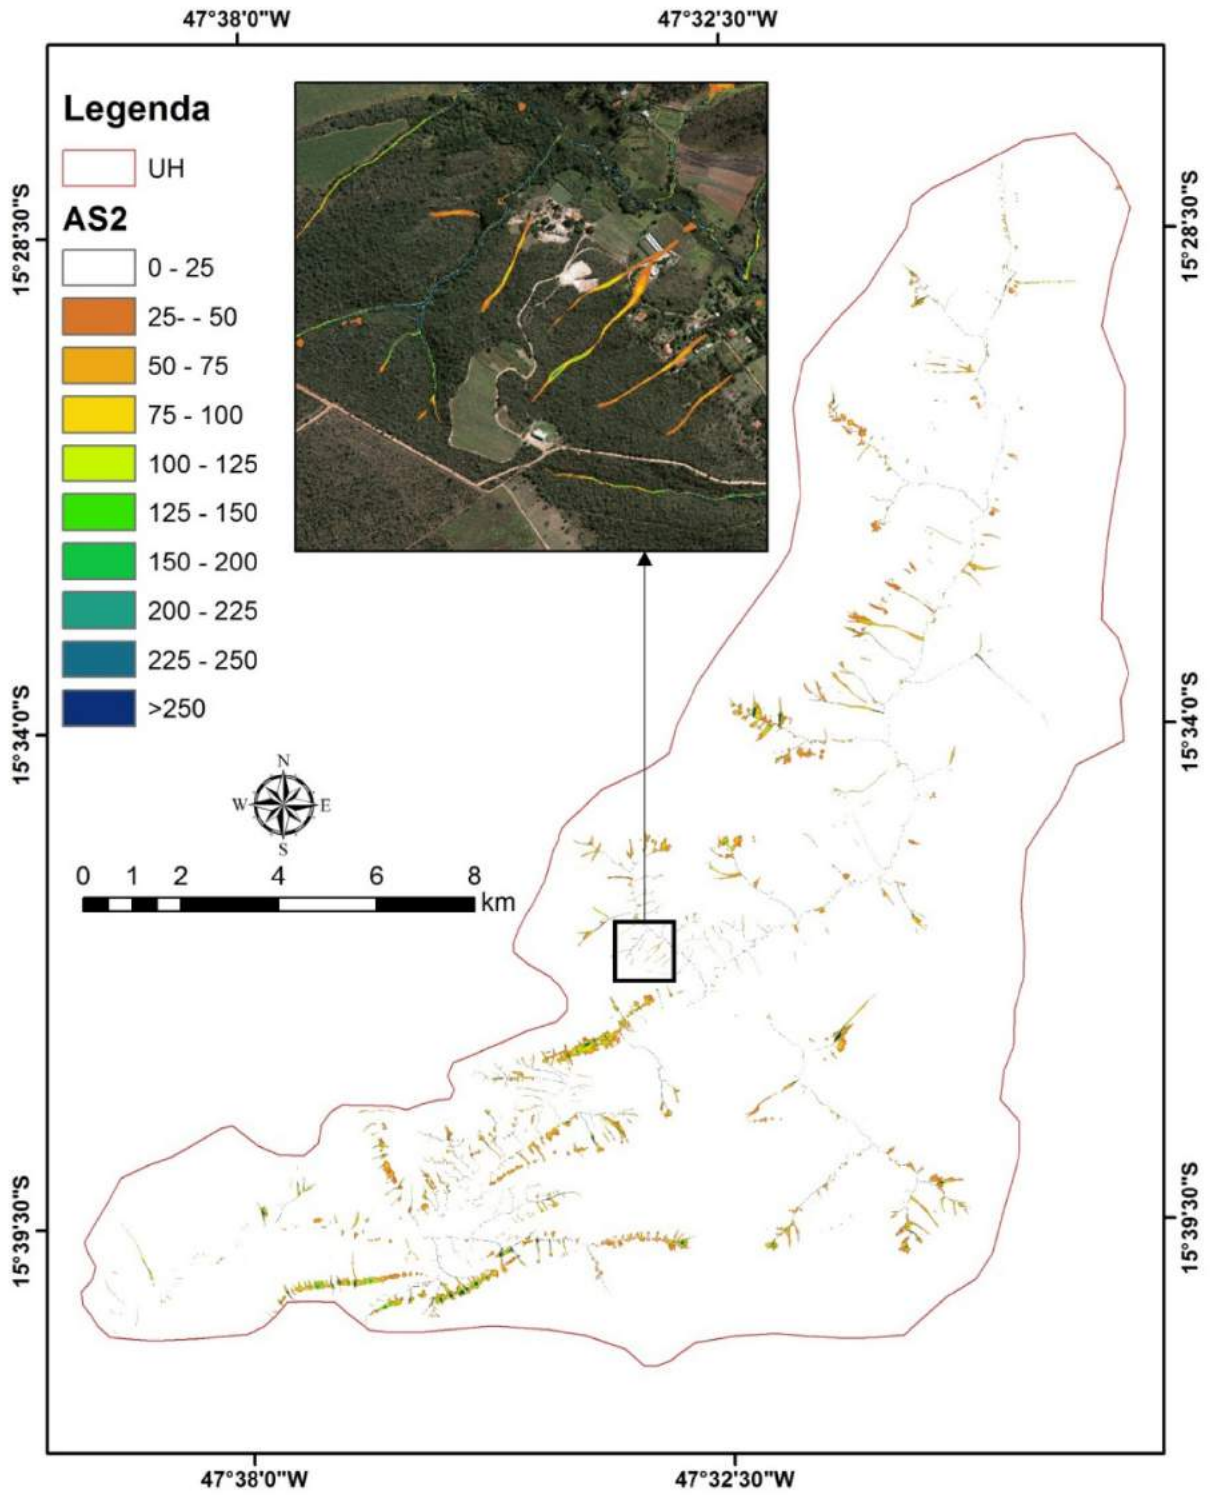 47°38'0"W
47°32'30"W
Legenda
UH
AS2
0 - 25
25- - 50
50 - 75
75 - 100
100 - 125
125 - 150
150 - 200
200 - 225
225 - 250
>250
15°28'30"S
15°28'30"S
15°34'0"S
15°34'0"S
N
W
E
S
0 1 2 4 6 8
km
15°39'30"S
15°39'30"S
47°38'0"W
47°32'30"W